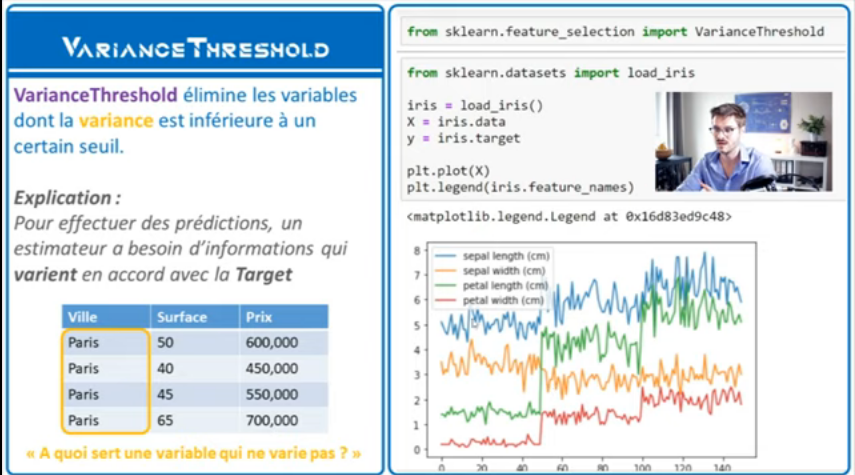 VARIANCETHRESHOLD
VarianceThreshold élimine les variables
dont la variance est inférieure à un
certain seuil.
Explication :
Pour effectuer des prédictions, un
estimateur a besoin d'informations qui
varient en accord avec la Target
Ville Surface Prix
Paris 50 600,000
Paris 40 450,000
Paris 45 550,000
Paris 65 700,000
« A quoi sert une variable qui ne varie pas ? »
from sklearn.feature_selection import VarianceThreshold
from sklearn.datasets import load_iris
iris = load_iris()
X = iris.data
y = iris.target
plt.plot(X)
plt.legend(iris.feature_names)
<matplotlib.legend.Legend at 0x16d83ed9c48>
sepal length (cm)
sepal width (cm)
petal length (cm)
petal width (cm)
8
7
6
5
4
3
2
1
0
0 20 40 60 80 100 120 140